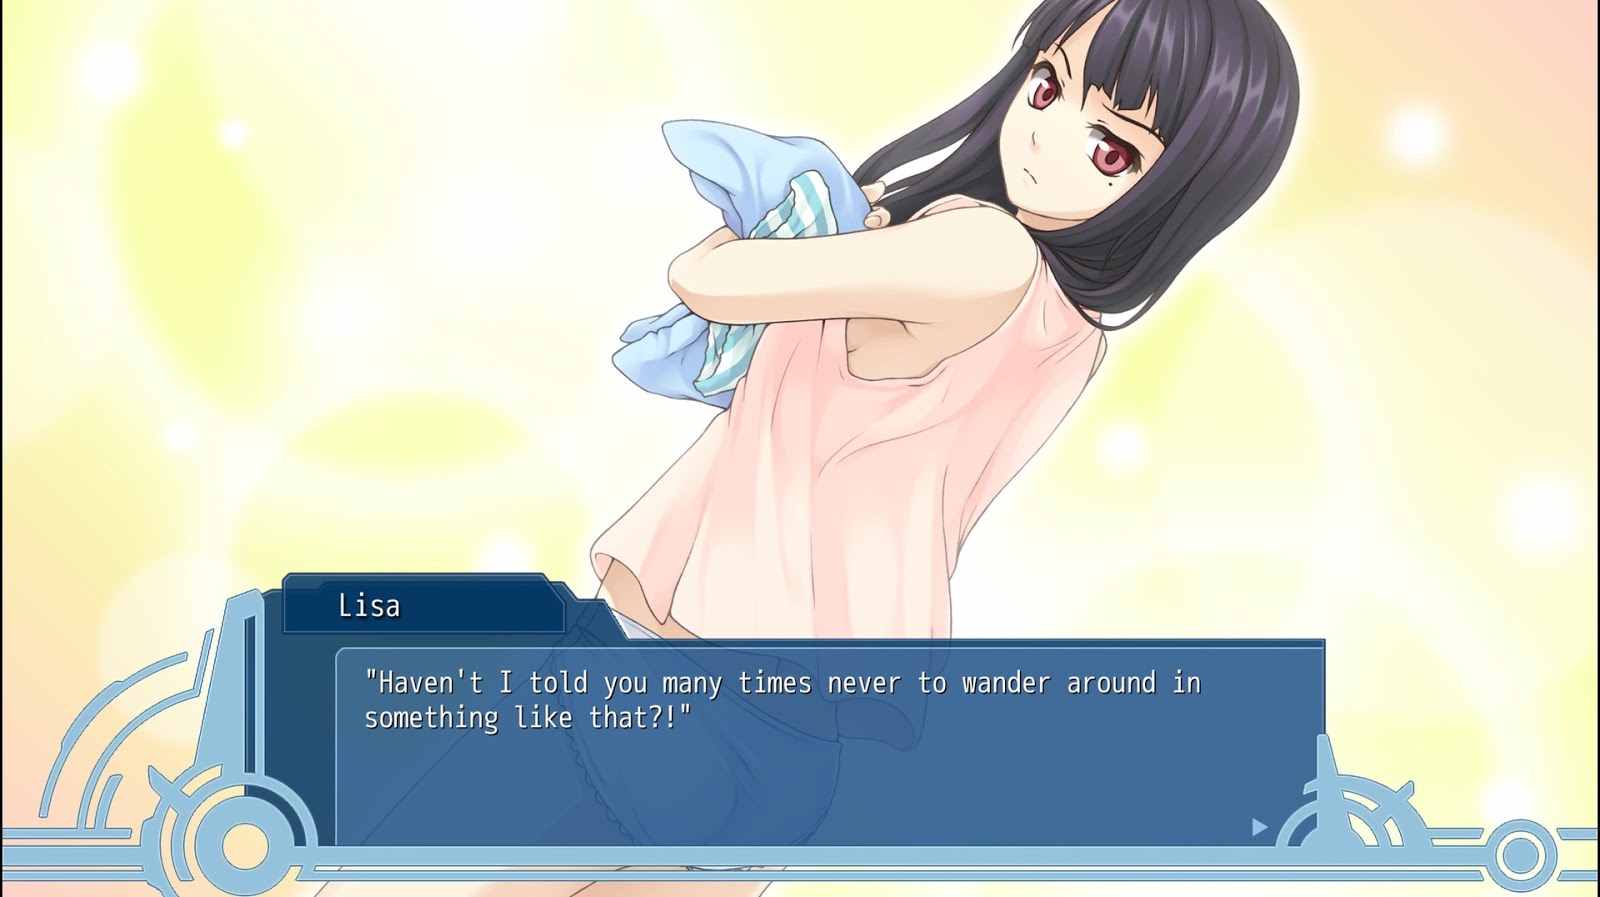 Lisa
"Haven't I told you many times never to wander around in
something like that?!"